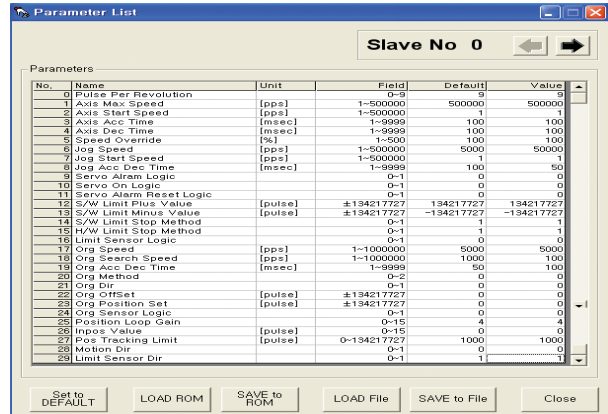 Parameter List
Slave No 0
Parameters
No, Name Unit Field Default Value
0 Pulse Per Revolution 0~9 9 9
1 Axis Max Speed [pps] 1~500000 500000 500000
2 Axis Start Speed [pps] 1~500000 1 1
3 Axis Acc Time [msec] 1~9999 100 100
4 Axis Dec Time [msec] 1~9999 100 100
5 Speed Override [%] 1~500 100 100
6 Jog Speed [pps] 1~500000 5000 50000
7 Jog Start Speed [pps] 1~500000 1 1
8 Jog Acc Dec Time [msec] 1~9999 100 50
9 Servo Alram Logic 0~1 0 0
10 Servo On Logic 0~1 0 0
11 Servo Alarm Reset Logic 0~1 0 0
12 S/W Limit Plus Value [pulse] ±134217727 134217727 134217727
13 S/W Limit Minus Value [pulse] ±134217727 -134217727 -134217727
14 S/W Limit Stop Method 0~1 1 1
15 H/W Limit Stop Method 0~1 1 1
16 Limit Sensor Logic 0~1 0 0
17 Org Speed [pps] 1~1000000 5000 5000
18 Org Search Speed [pps] 1~1000000 1000 100
19 Org Acc Dec Time [msec] 1~9999 50 100
20 Org Method 0~2 0 0
21 Org Dir 0~1 0 0
22 Org OffSet [pulse] ±134217727 0 0
23 Org Position Set [pulse] ±134217727 0 0
24 Org Sensor Logic 0~1 0 0
25 Position Loop Gain 0~15 4 4
26 Inpos Value [pulse] 0~15 0 0
27 Pos Tracking Limit [pulse] 0~134217727 1000 1000
28 Motion Dir 0~1 0 0
29 Limit Sensor Dir 0~1 1 1
Set to DEFAULT LOAD ROM SAVE to ROM LOAD File SAVE to File Close